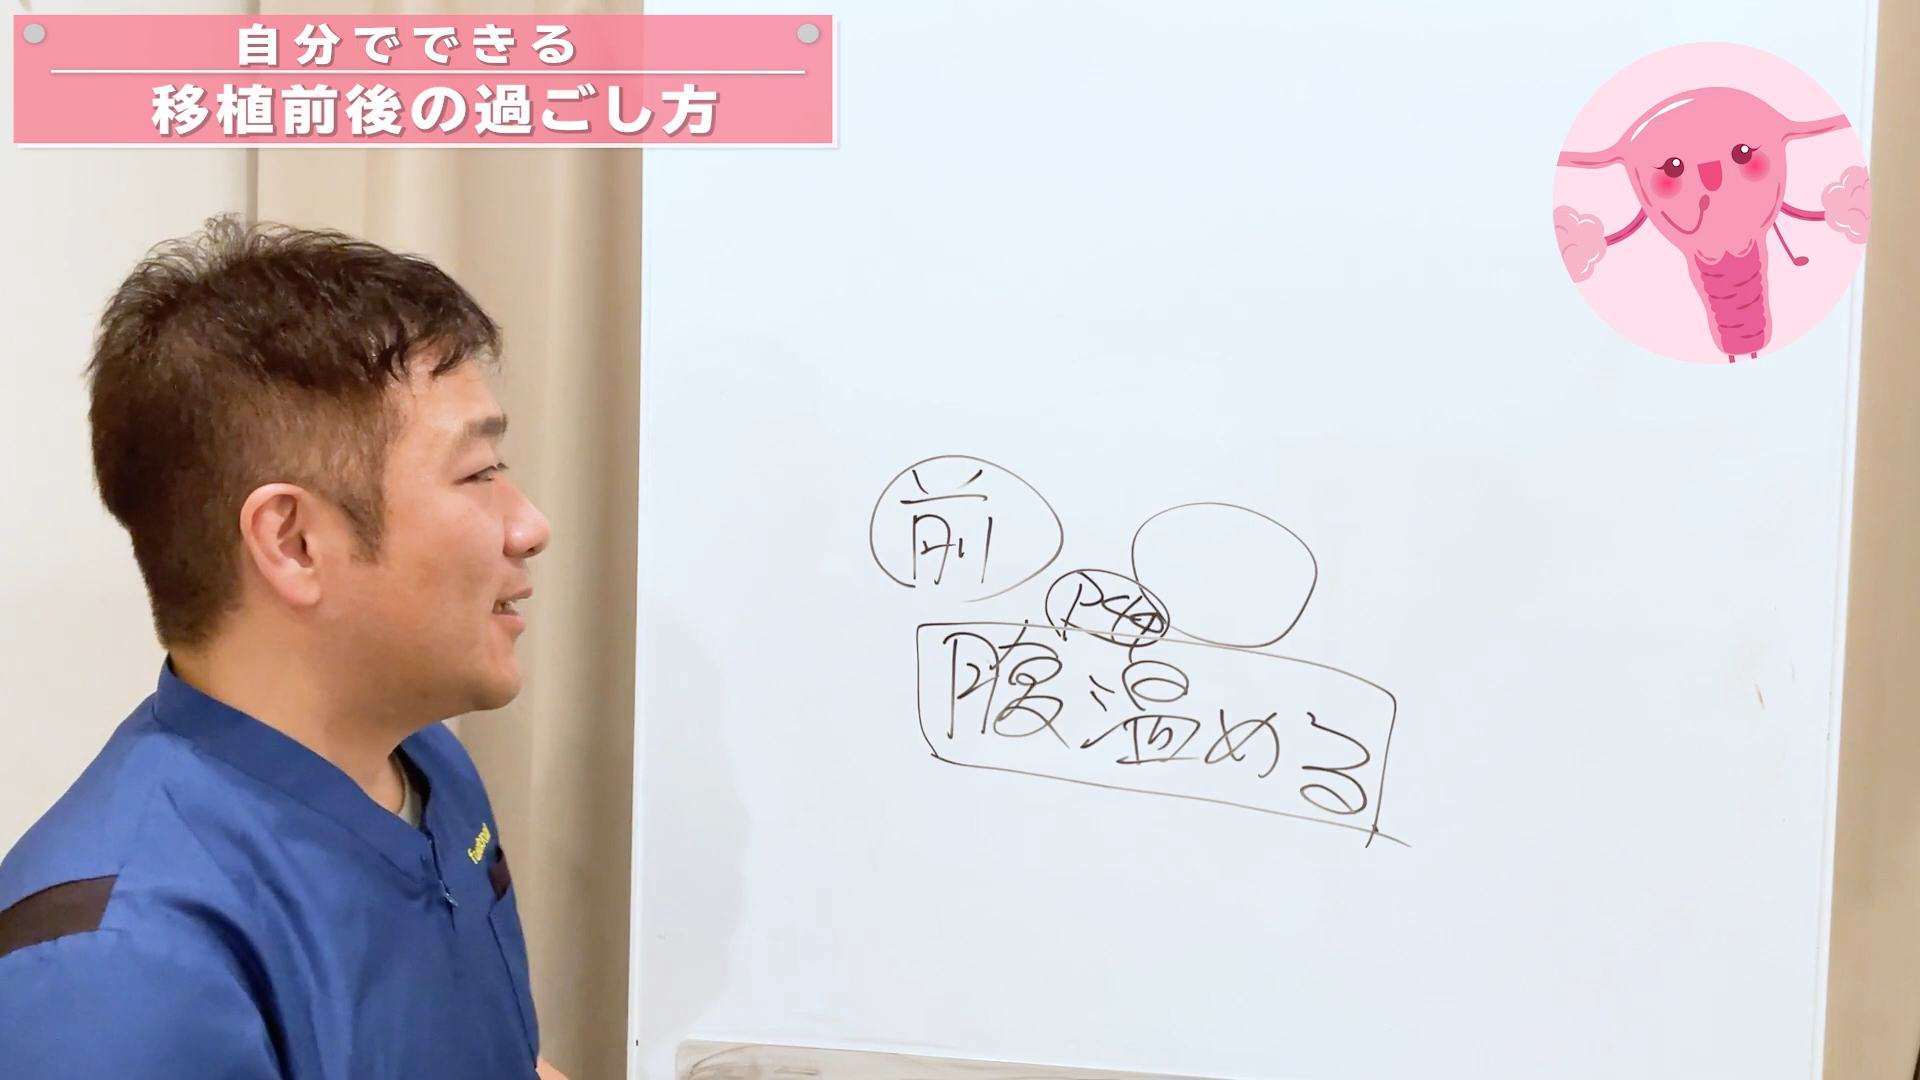 自分でできる
移植前後の過ごし方
前
腹温める